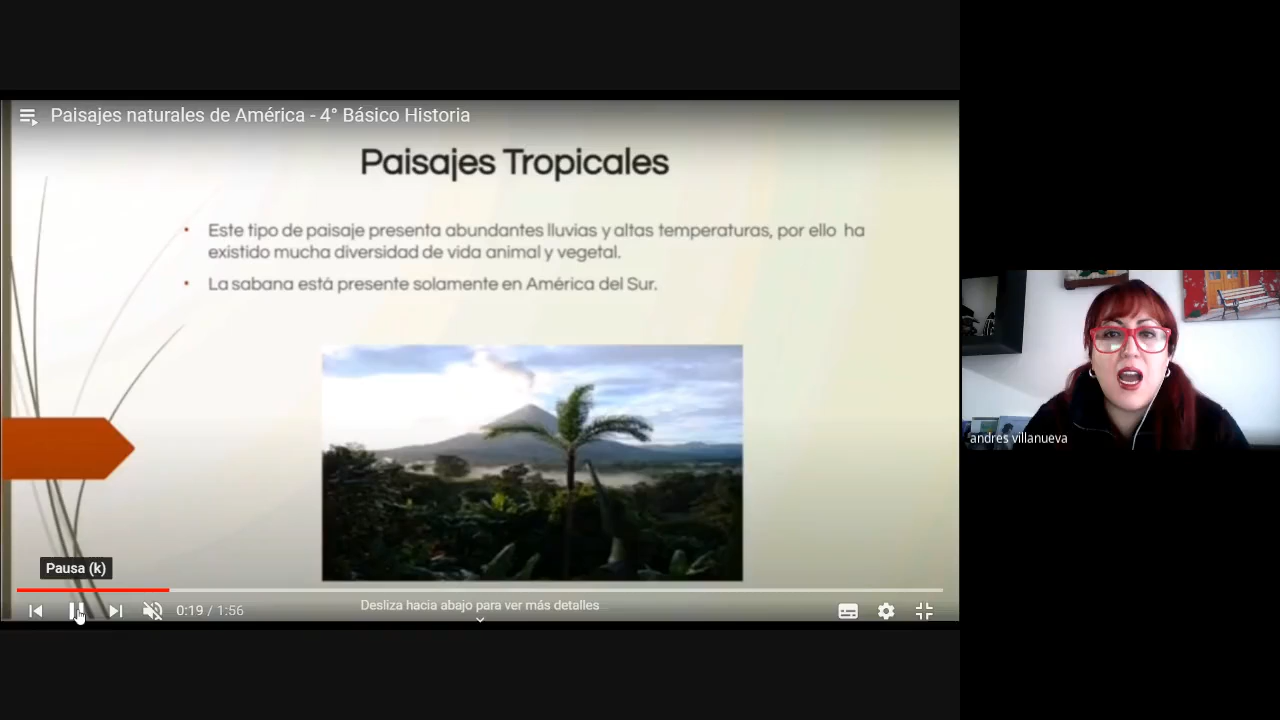 Paisajes naturales de América - 4° Básico Historia
Paisajes Tropicales
• Este tipo de paisaje presenta abundantes lluvias y altas temperaturas, por ello ha
existido mucha diversidad de vida animal y vegetal.
• La sabana está presente solamente en América del Sur.
andres villanueva
Pausa (k)
0:19 / 1:56
Desliza hacia abajo para ver más detalles